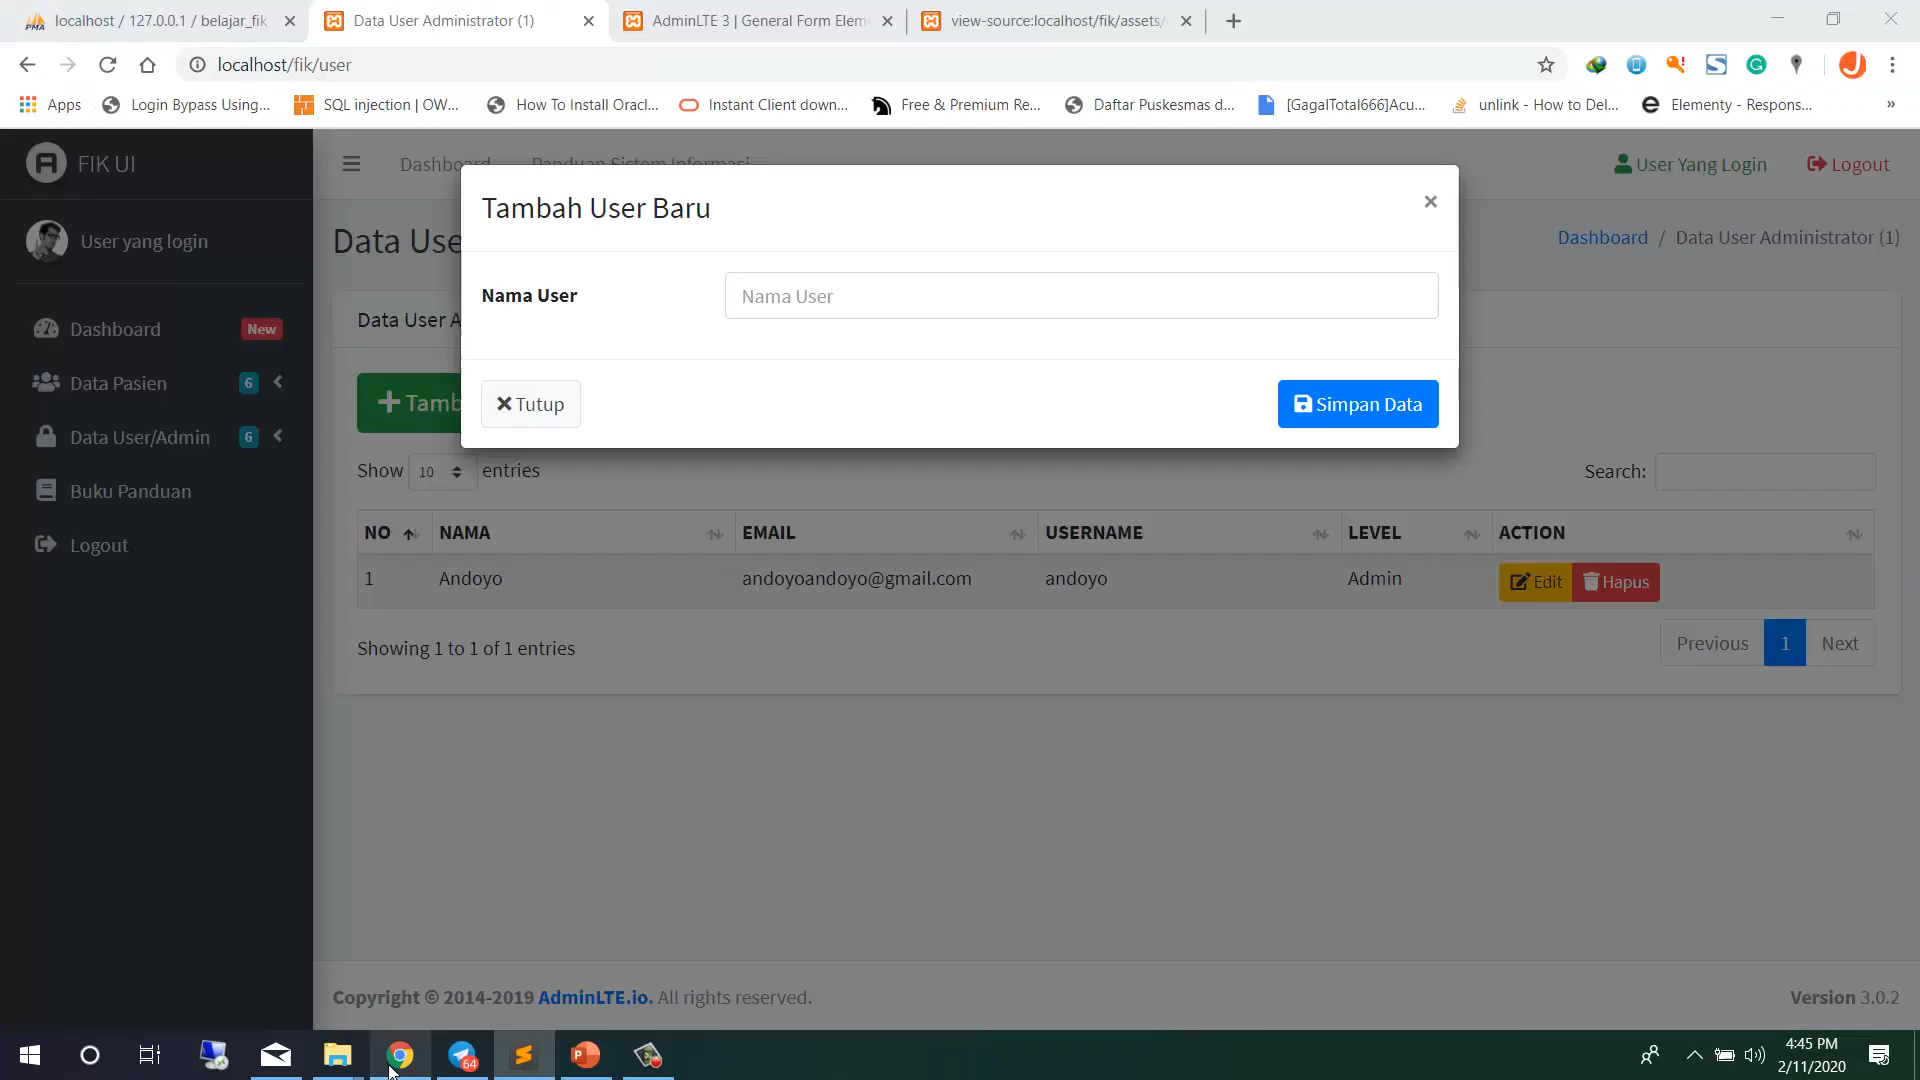 localhost / 127.0.0.1 / belajar_fik
Data User Administrator (1)
AdminLTE 3 | General Form Elem
view-source:localhost/fik/assets/
localhost/fik/user
Apps
Login Bypass Using...
SQL injection | OW...
How To Install Oracl...
Instant Client down...
Free & Premium Re...
Daftar Puskesmas d...
[GagalTotal666]Acu...
unlink - How to Del...
Elementy - Respons...
»
FIK UI
Dashboard
Panduan Sistem Informasi
User Yang Login
Logout
User yang login
Tambah User Baru
×
Data Use
Dashboard / Data User Administrator (1)
Nama User
Nama User
Dashboard
New
Data User A
Data Pasien
6
Tamb
Tutup
Simpan Data
Data User/Admin
6
Show 10 entries
Search:
Buku Panduan
NO
NAMA
EMAIL
USERNAME
LEVEL
ACTION
Logout
1
Andoyo
andoyoandoyo@gmail.com
andoyo
Admin
Edit
Hapus
Showing 1 to 1 of 1 entries
Previous
1
Next
Copyright © 2014-2019 AdminLTE.io. All rights reserved.
Version 3.0.2
64
4:45 PM
2/11/2020